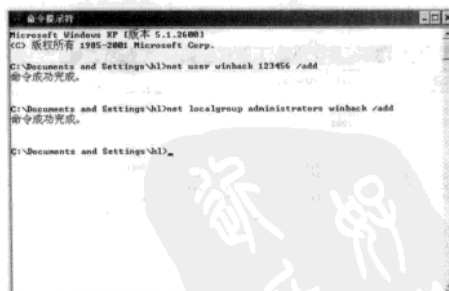 命令提示符
Microsoft Windows XP [版本 5.1.2600]
(C) 版权所有 1985-2001 Microsoft Corp.
C:\Documents and Settings\hl>net user winback 123456 /add
命令成功完成。
C:\Documents and Settings\hl>net localgroup administrators winback /add
命令成功完成。
C:\Documents and Settings\hl>_